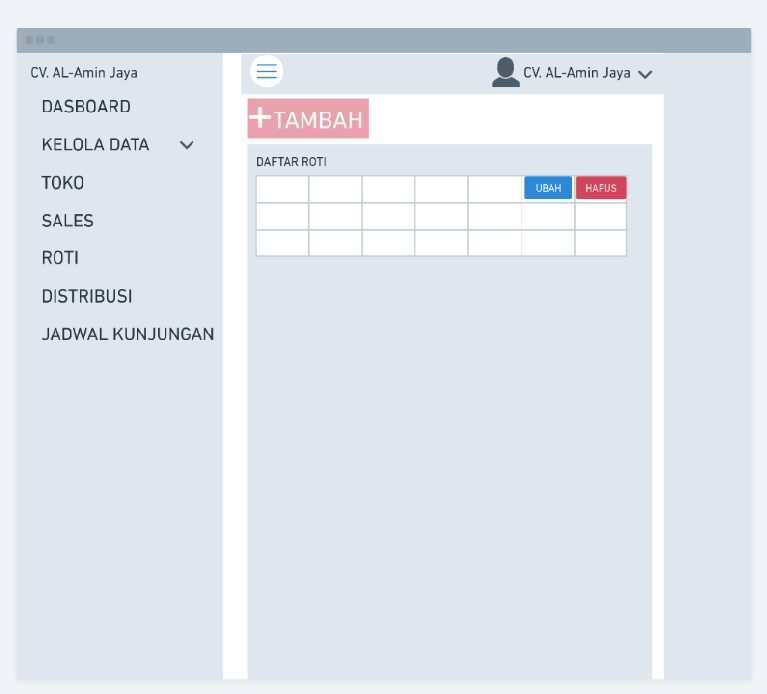 CV. AL-Amin Jaya
DASBOARD
KELOLA DATA
TOKO
SALES
ROTI
DISTRIBUSI
JADWAL KUNJUNGAN
CV. AL-Amin Jaya
+TAMBAH
DAFTAR ROTI
UBAH
HAPUS